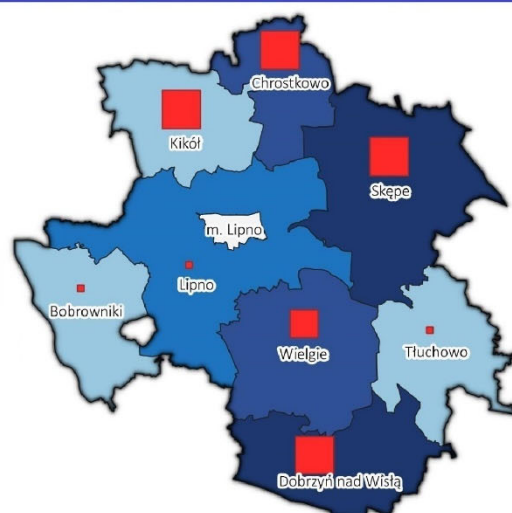 Chrostkowo
Kikół
Skępe
m. Lipno
Lipno
Bobrowniki
Wielgie
Tłuchowo
Dobrzyń nad Wisłą